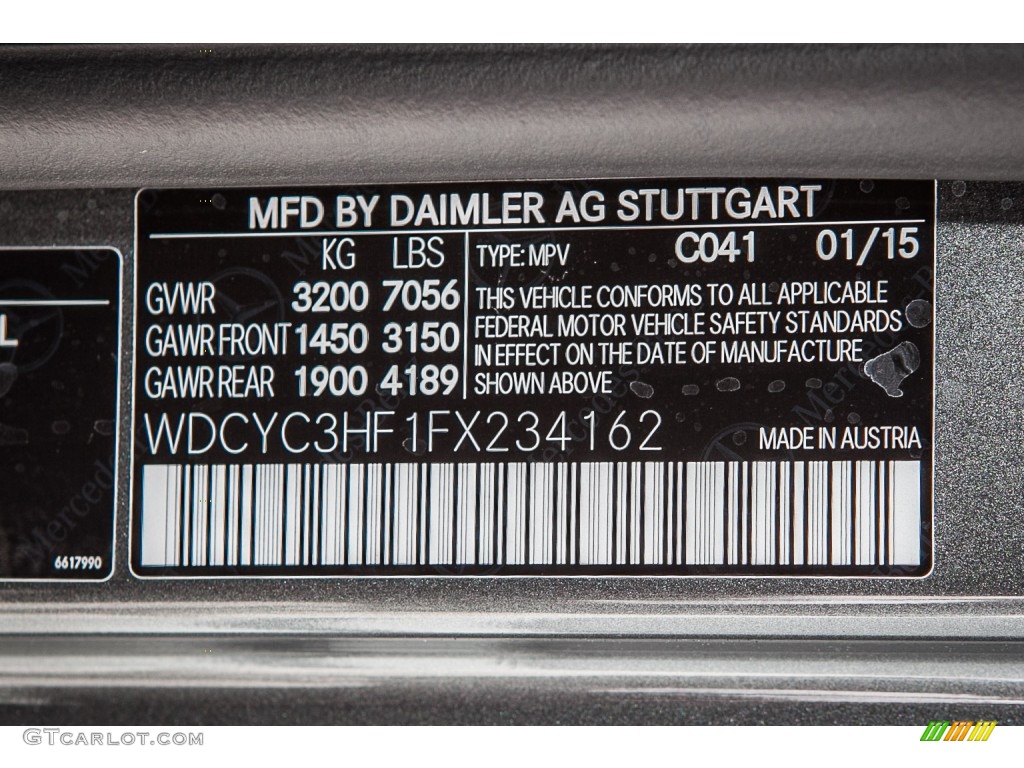 MFD BY DAIMLER AG STUTTGART
KG LBS
GVWR 3200 7056
GAWR FRONT 1450 3150
GAWR REAR 1900 4189
TYPE: MPV C041 01/15
THIS VEHICLE CONFORMS TO ALL APPLICABLE
FEDERAL MOTOR VEHICLE SAFETY STANDARDS
IN EFFECT ON THE DATE OF MANUFACTURE
SHOWN ABOVE
WDCYC3HF1FX234162
MADE IN AUSTRIA
L
6617990
GTCARLOT.COM